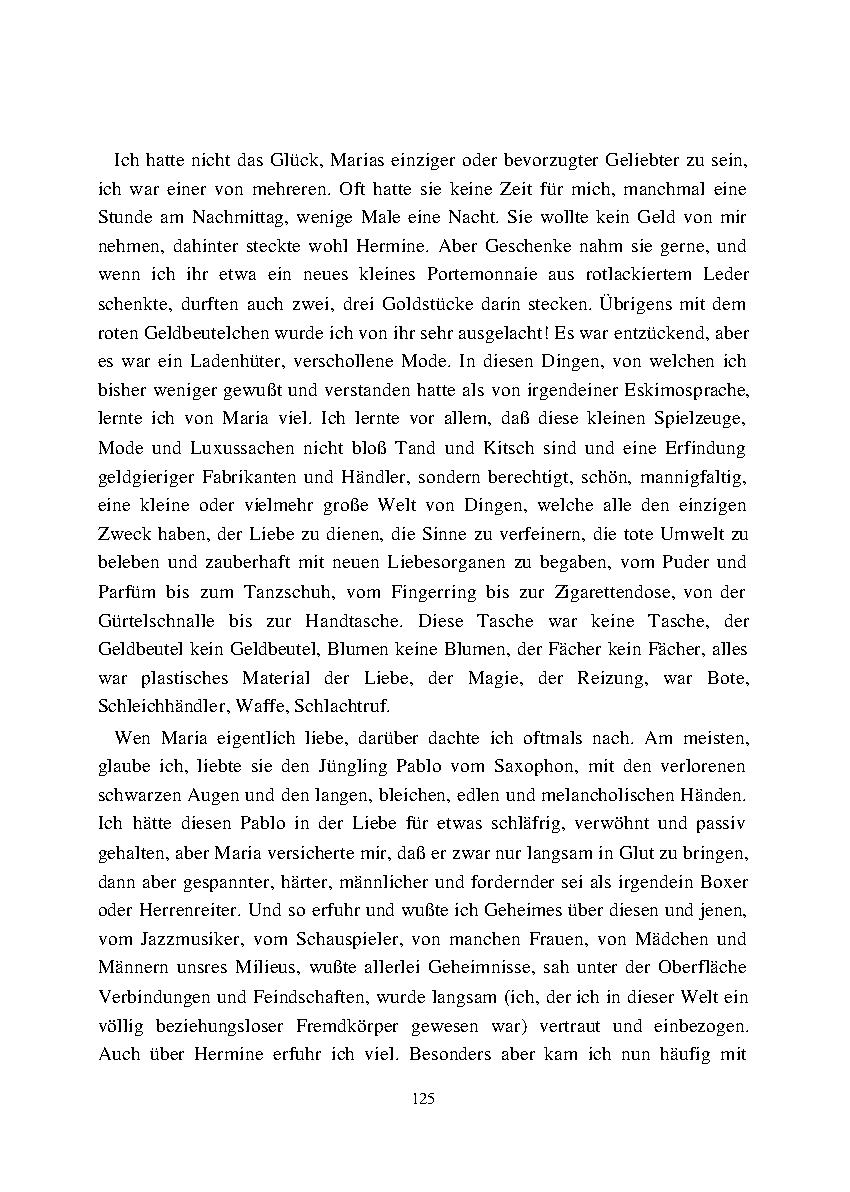 Ich hatte nicht das Glück, Marias einziger oder bevorzugter Geliebter zu sein,
ich war einer von mehreren. Oft hatte sie keine Zeit für mich, manchmal eine
Stunde am Nachmittag, wenige Male eine Nacht. Sie wollte kein Geld von mir
nehmen, dahinter steckte wohl Hermine. Aber Geschenke nahm sie gerne, und
wenn ich ihr etwa ein neues kleines Portemonnaie aus rotlackiertem Leder
schenkte, durften auch zwei, drei Goldstücke darin stecken. Übrigens mit dem
roten Geldbeutelchen wurde ich von ihr sehr ausgelacht! Es war entzückend, aber
es war ein Ladenhüter, verschollene Mode. In diesen Dingen, von welchen ich
bisher weniger gewußt und verstanden hatte als von irgendeiner Eskimosprache,
lernte ich von Maria viel. Ich lernte vor allem, daß diese kleinen Spielzeuge,
Mode und Luxussachen nicht bloß Tand und Kitsch sind und eine Erfindung
geldgieriger Fabrikanten und Händler, sondern berechtigt, schön, mannigfaltig,
eine kleine oder vielmehr große Welt von Dingen, welche alle den einzigen
Zweck haben, der Liebe zu dienen, die Sinne zu verfeinern, die tote Umwelt zu
beleben und zauberhaft mit neuen Liebesorganen zu begaben, vom Puder und
Parfüm bis zum Tanzschuh, vom Fingerring bis zur Zigarettendose, von der
Gürtelschnalle bis zur Handtasche. Diese Tasche war keine Tasche, der
Geldbeutel kein Geldbeutel, Blumen keine Blumen, der Fächer kein Fächer, alles
war plastisches Material der Liebe, der Magie, der Reizung, war Bote,
Schleichhändler, Waffe, Schlachtruf.
Wen Maria eigentlich liebe, darüber dachte ich oftmals nach. Am meisten,
glaube ich, liebte sie den Jüngling Pablo vom Saxophon, mit den verlorenen
schwarzen Augen und den langen, bleichen, edlen und melancholischen Händen.
Ich hätte diesen Pablo in der Liebe für etwas schläfrig, verwöhnt und passiv
gehalten, aber Maria versicherte mir, daß er zwar nur langsam in Glut zu bringen,
dann aber gespannter, härter, männlicher und fordernder sei als irgendein Boxer
oder Herrenreiter. Und so erfuhr und wußte ich Geheimes über diesen und jenen,
vom Jazzmusiker, vom Schauspieler, von manchen Frauen, von Mädchen und
Männern unsres Milieus, wußte allerlei Geheimnisse, sah unter der Oberfläche
Verbindungen und Feindschaften, wurde langsam (ich, der ich in dieser Welt ein
völlig beziehungsloser Fremdkörper gewesen war) vertraut und einbezogen.
Auch über Hermine erfuhr ich viel. Besonders aber kam ich nun häufig mit
125